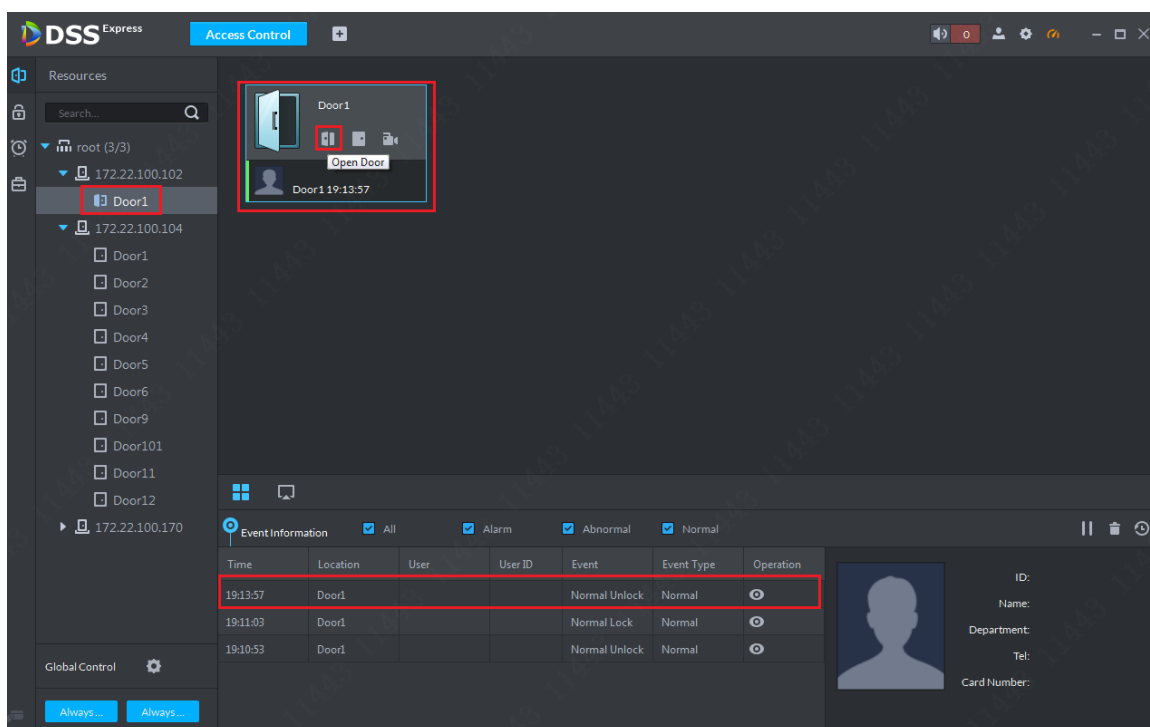 DSS Express
Access Control
0
Resources
Search...
root (3/3)
172.22.100.102
Door1
172.22.100.104
Door1
Door2
Door3
Door4
Door5
Door6
Door9
Door101
Door11
Door12
172.22.100.170
Global Control
Always... Always...
Door1
Open Door
Door1 19:13:57
Event Information All Alarm Abnormal Normal
Time Location User User ID Event Event Type Operation
19:13:57 Door1 Normal Unlock Normal
19:11:03 Door1 Normal Lock Normal
19:10:53 Door1 Normal Unlock Normal
ID:
Name:
Department:
Tel:
Card Number:
11443 11443 11443